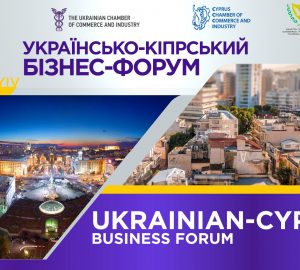 THE UKRAINIAN CHAMBER
OF COMMERCE AND INDUSTRY
CYPRUS
CHAMBER OF
COMMERCE AND
INDUSTRY
УКРАЇНСЬКО-КІПРСЬКИЙ
БІЗНЕС-ФОРУМ
UKRAINIAN-CYP
BUSINESS FORUM